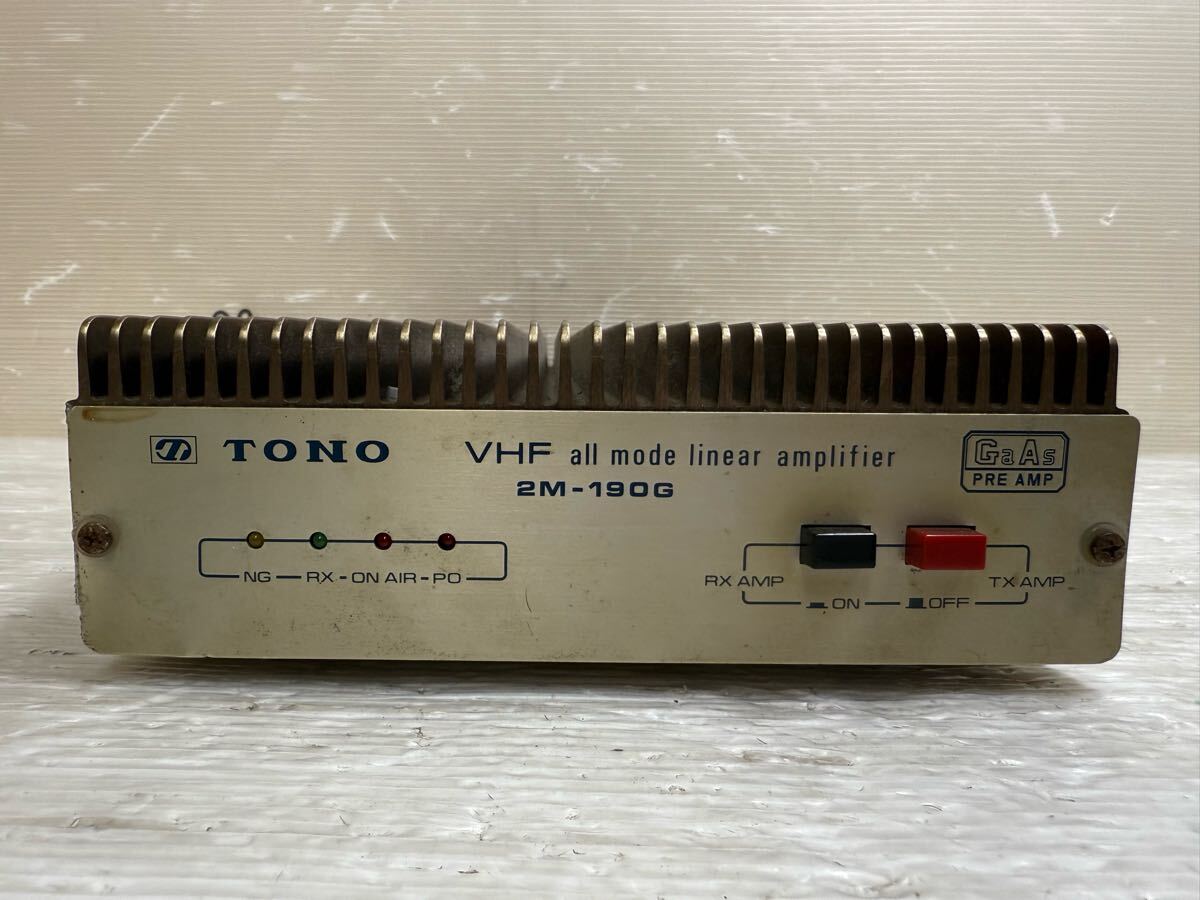 TONO VHF all mode linear amplifier
2M-190G
GaAs
PRE AMP
NG RX ON AIR PO
RX AMP TX AMP
ON OFF